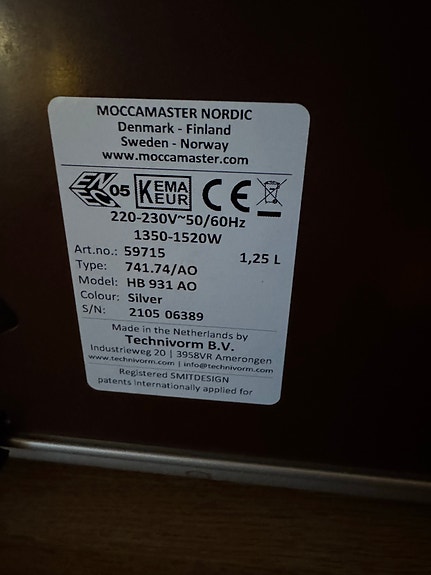 MOCCAMASTER NORDIC
Denmark - Finland
Sweden - Norway
www.moccamaster.com
ENEC 05 KEMA KEUR CE
220-230V~50/60Hz
1350-1520W
Art.no.: 59715 1,25 L
Type: 741.74/AO
Model: HB 931 AO
Colour: Silver
S/N: 2105 06389
Made in the Netherlands by
Technivorm B.V.
Industrieweg 20 | 3958VR Amerongen
www.technivorm.com | info@technivorm.com
Registered SMITDESIGN
patents internationally applied for